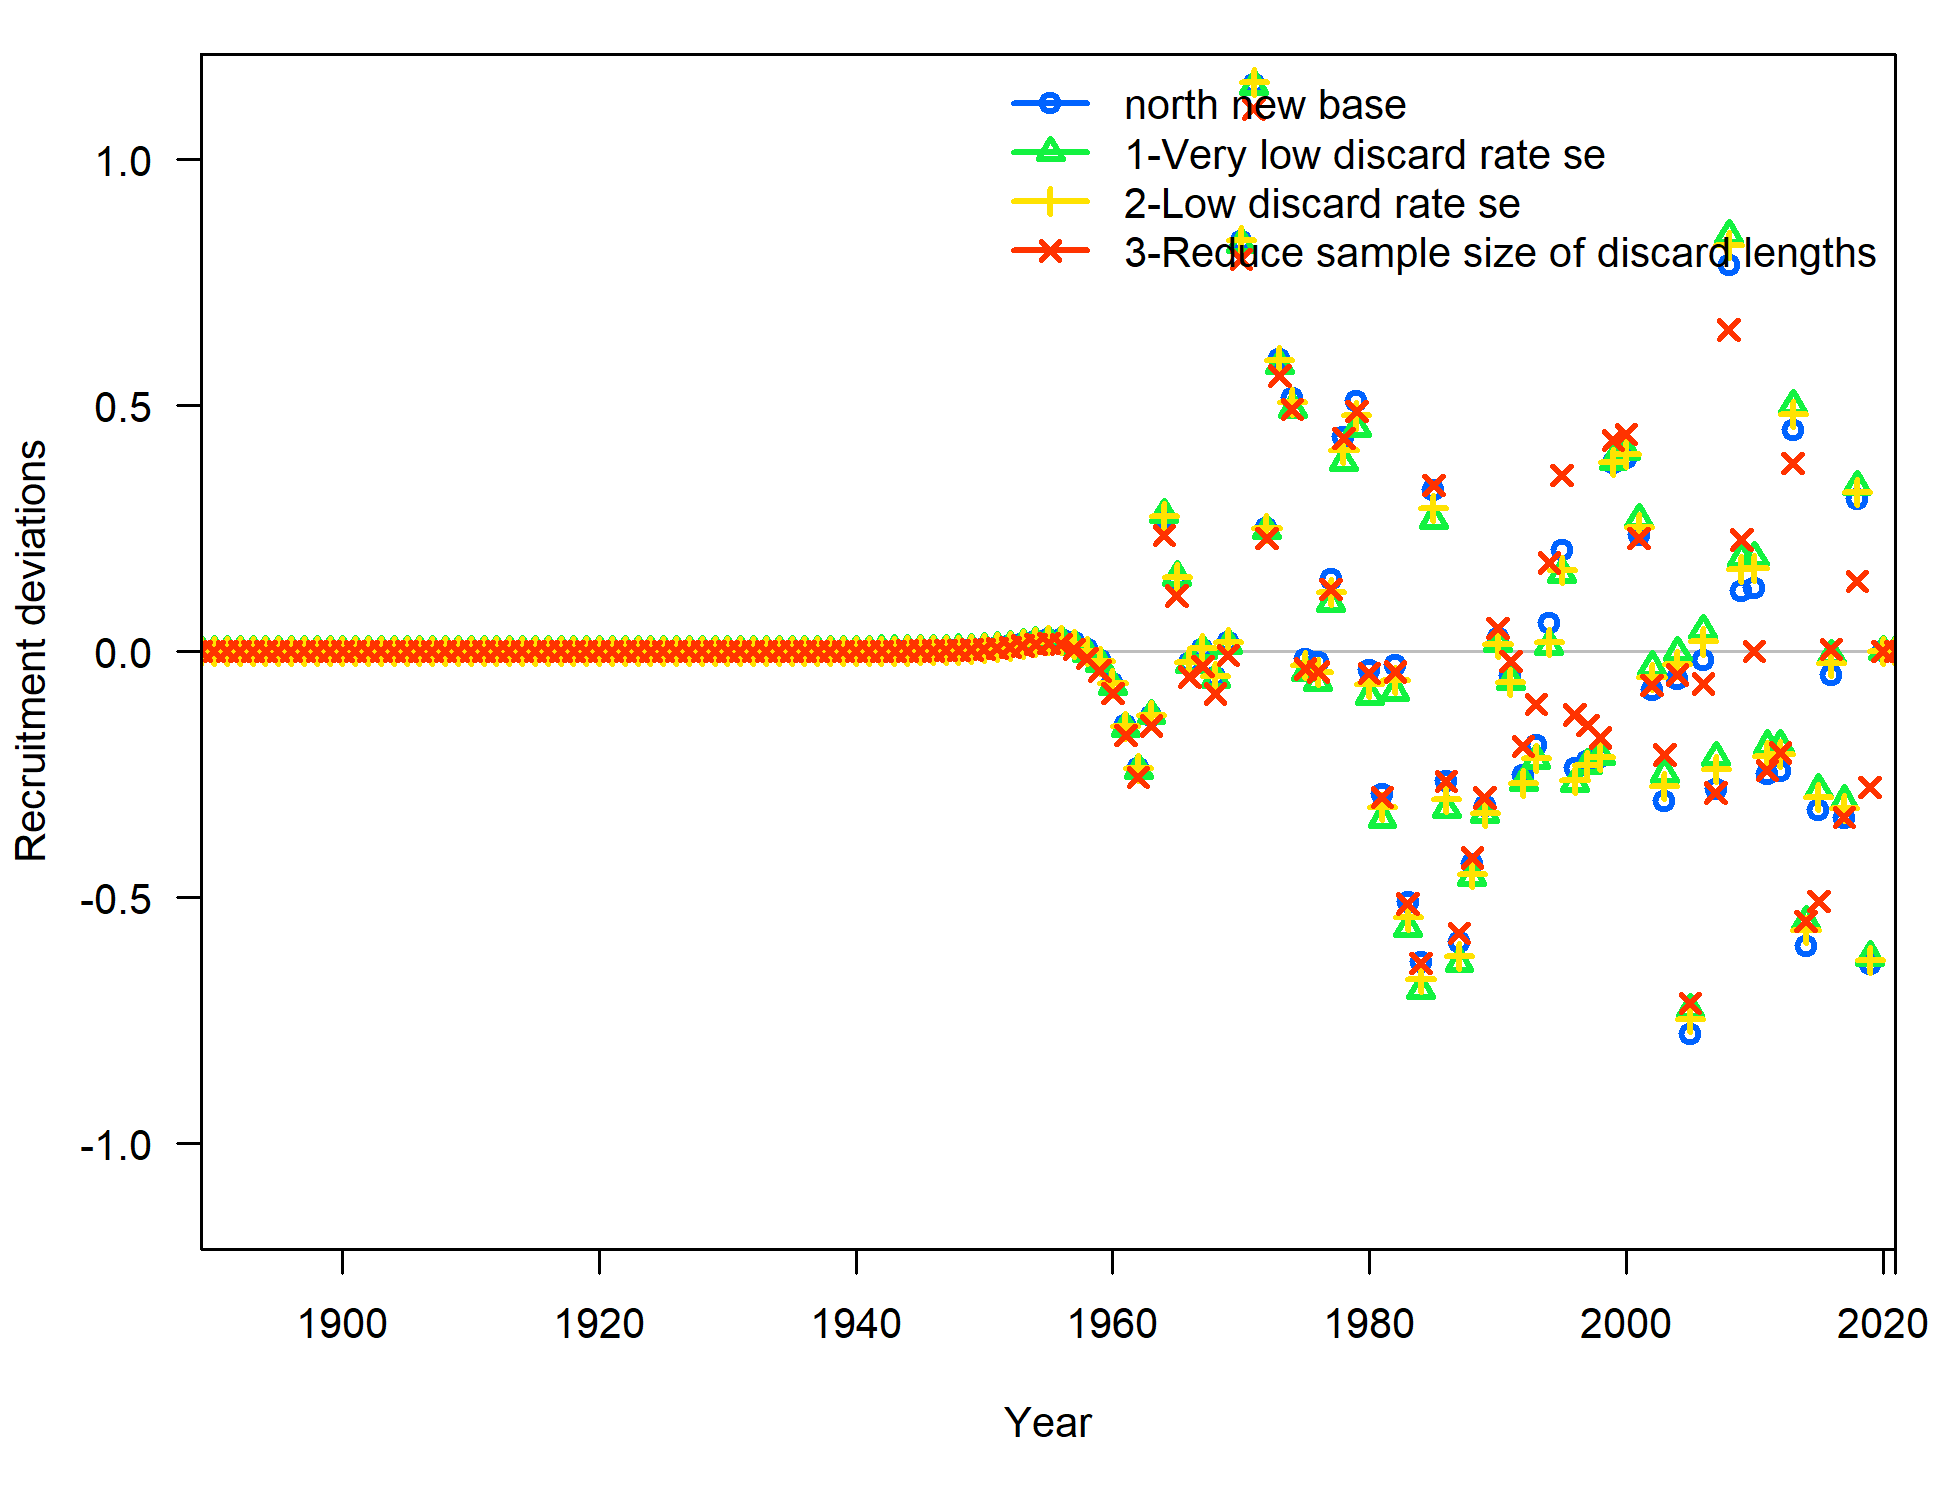 north new base
1-Very low discard rate se
2-Low discard rate se
3-Reduce sample size of discard lengths
Recruitment deviations
1.0
0.5
0.0
-0.5
-1.0
1900 1920 1940 1960 1980 2000 2020
Year